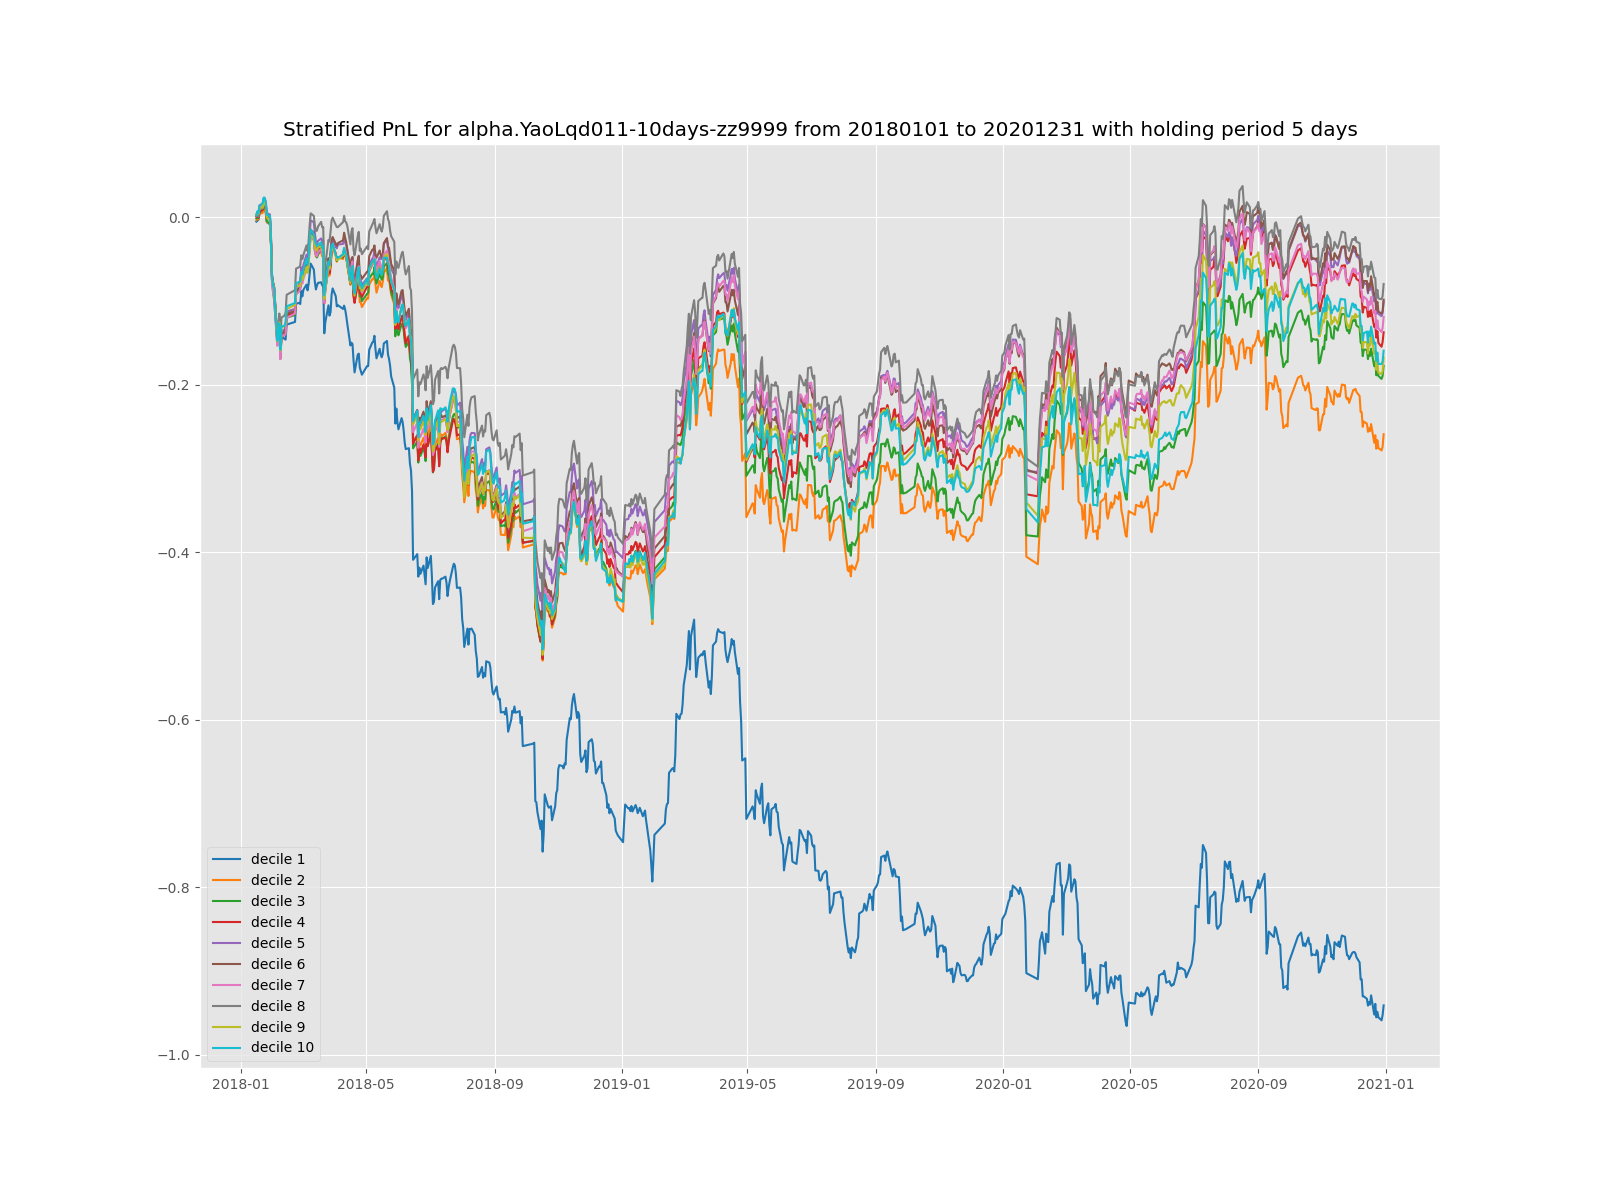 Stratified PnL for alpha.YaoLqd011-10days-zz9999 from 20180101 to 20201231 with holding period 5 days
0.0
−0.2
−0.4
−0.6
−0.8
−1.0
decile 1
decile 2
decile 3
decile 4
decile 5
decile 6
decile 7
decile 8
decile 9
decile 10
2018-01 2018-05 2018-09 2019-01 2019-05 2019-09 2020-01 2020-05 2020-09 2021-01